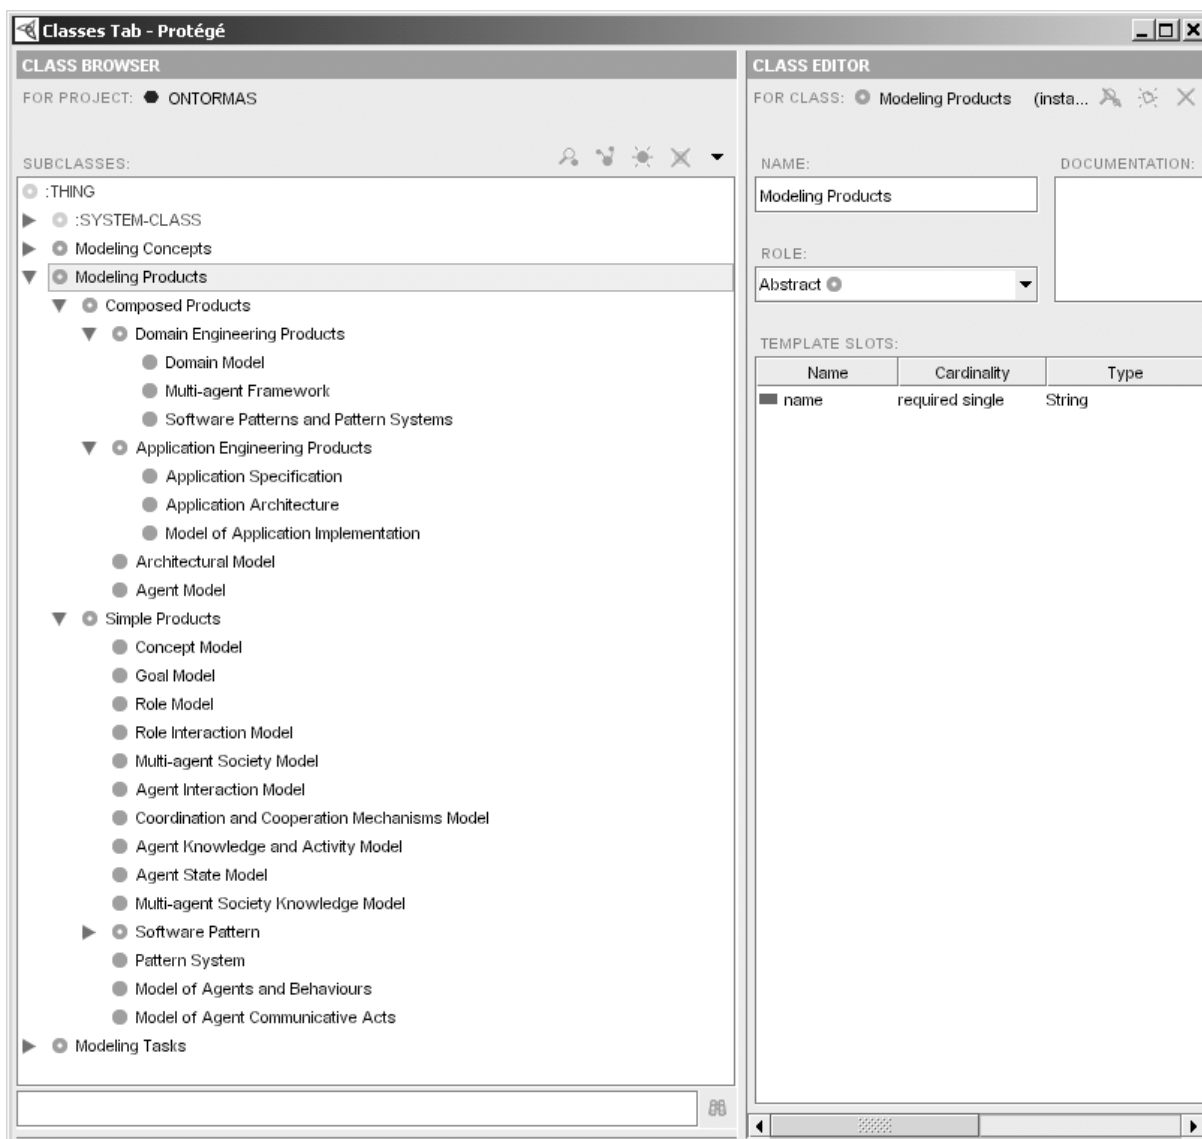 Classes Tab - Protégé
CLASS BROWSER
FOR PROJECT: ONTORMAS
SUBCLASSES:
:THING
:SYSTEM-CLASS
Modeling Concepts
Modeling Products
Composed Products
Domain Engineering Products
Domain Model
Multi-agent Framework
Software Patterns and Pattern Systems
Application Engineering Products
Application Specification
Application Architecture
Model of Application Implementation
Architectural Model
Agent Model
Simple Products
Concept Model
Goal Model
Role Model
Role Interaction Model
Multi-agent Society Model
Agent Interaction Model
Coordination and Cooperation Mechanisms Model
Agent Knowledge and Activity Model
Agent State Model
Multi-agent Society Knowledge Model
Software Pattern
Pattern System
Model of Agents and Behaviours
Model of Agent Communicative Acts
Modeling Tasks
CLASS EDITOR
FOR CLASS: Modeling Products (insta...
NAME: DOCUMENTATION:
Modeling Products
ROLE:
Abstract
TEMPLATE SLOTS:
Name Cardinality Type
name required single String